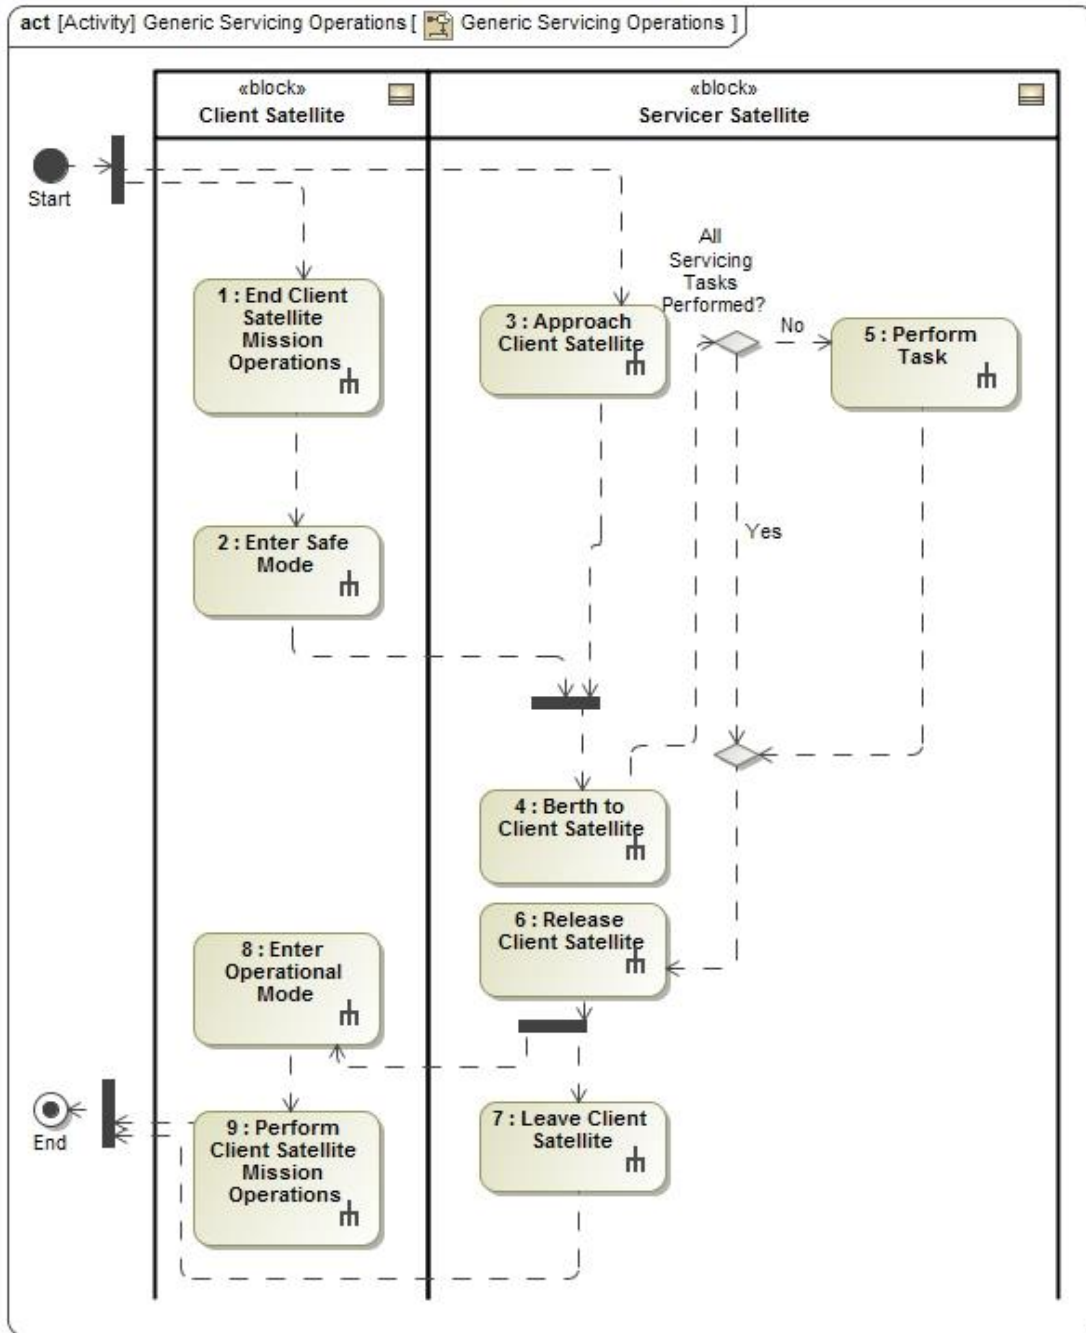 act [Activity] Generic Servicing Operations [ Generic Servicing Operations ]
«block»
Client Satellite
«block»
Servicer Satellite
Start
1 : End Client
Satellite
Mission
Operations
2 : Enter Safe
Mode
3 : Approach
Client Satellite
All
Servicing
Tasks
Performed?
No
5 : Perform
Task
Yes
4 : Berth to
Client Satellite
6 : Release
Client Satellite
8 : Enter
Operational
Mode
End
9 : Perform
Client Satellite
Mission
Operations
7 : Leave Client
Satellite